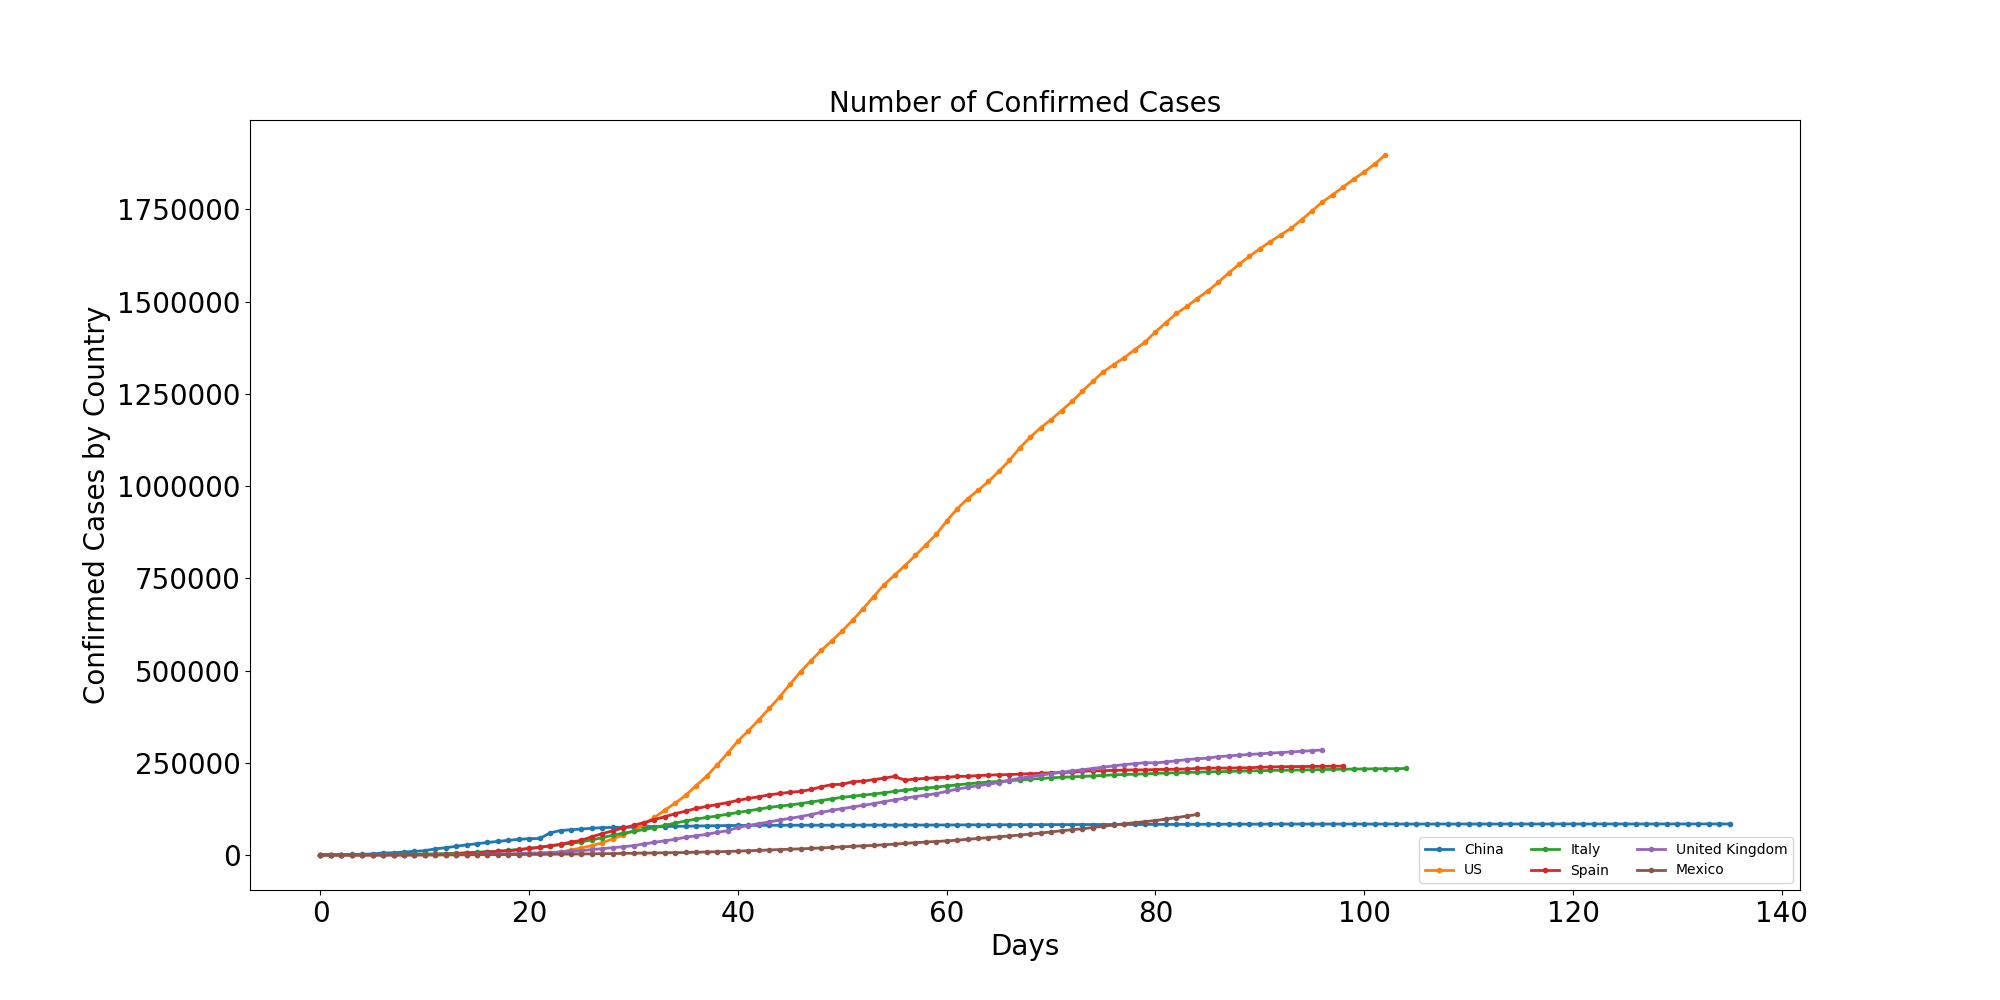 Number of Confirmed Cases
Confirmed Cases by Country
1750000
1500000
1250000
1000000
750000
500000
250000
0
0 20 40 60 80 100 120 140
Days
China Italy United Kingdom
US Spain Mexico